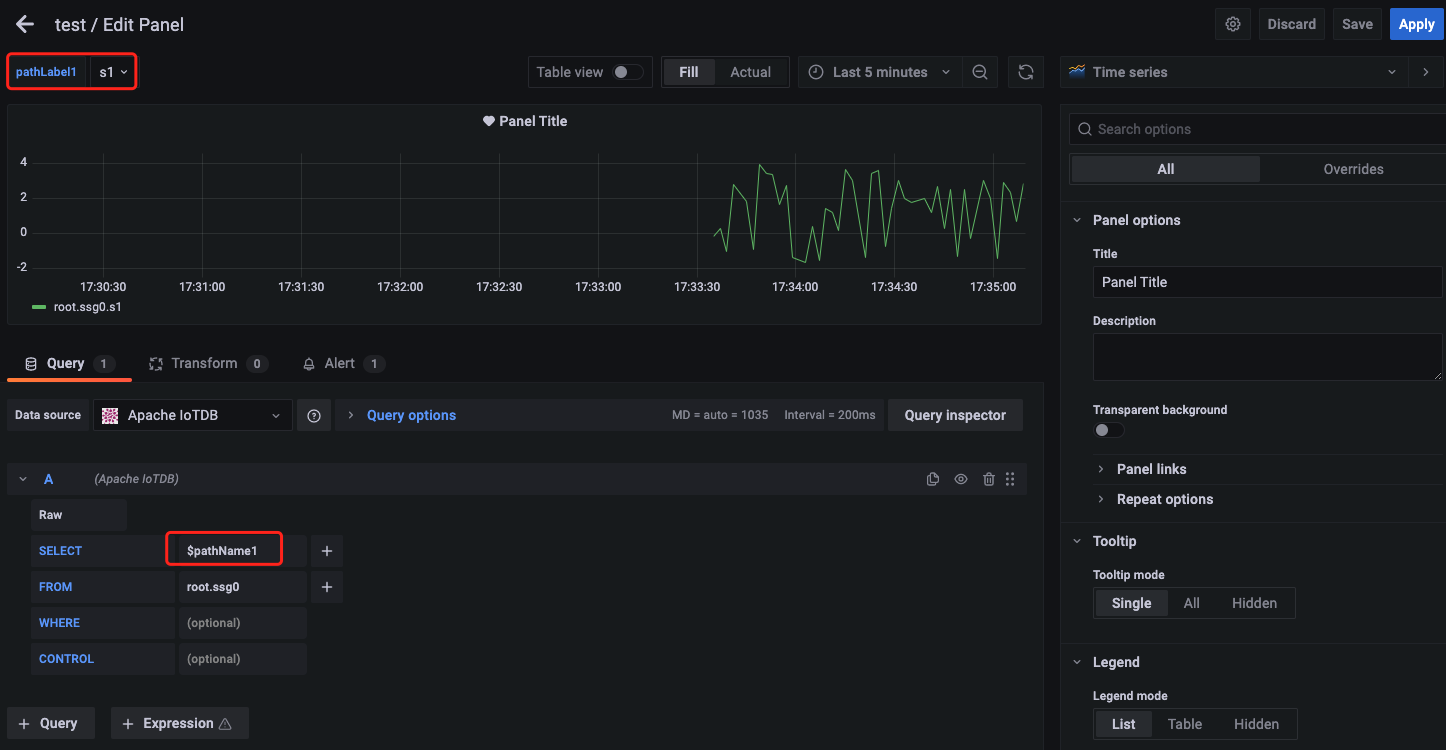 test / Edit Panel
Discard
Save
Apply
pathLabel1
s1
Table view
Fill
Actual
Last 5 minutes
Time series
Panel Title
4
2
0
-2
17:30:30
17:31:00
17:31:30
17:32:00
17:32:30
17:33:00
17:33:30
17:34:00
17:34:30
17:35:00
root.ssg0.s1
Search options
All
Overrides
Panel options
Title
Panel Title
Description
Transparent background
Panel links
Repeat options
Tooltip
Tooltip mode
Single
All
Hidden
Legend
Legend mode
List
Table
Hidden
Query 1
Transform 0
Alert 1
Data source
Apache IoTDB
Query options
MD = auto = 1035
Interval = 200ms
Query inspector
A
(Apache IoTDB)
Raw
SELECT
$pathName1
+
FROM
root.ssg0
+
WHERE
(optional)
CONTROL
(optional)
+ Query
+ Expression